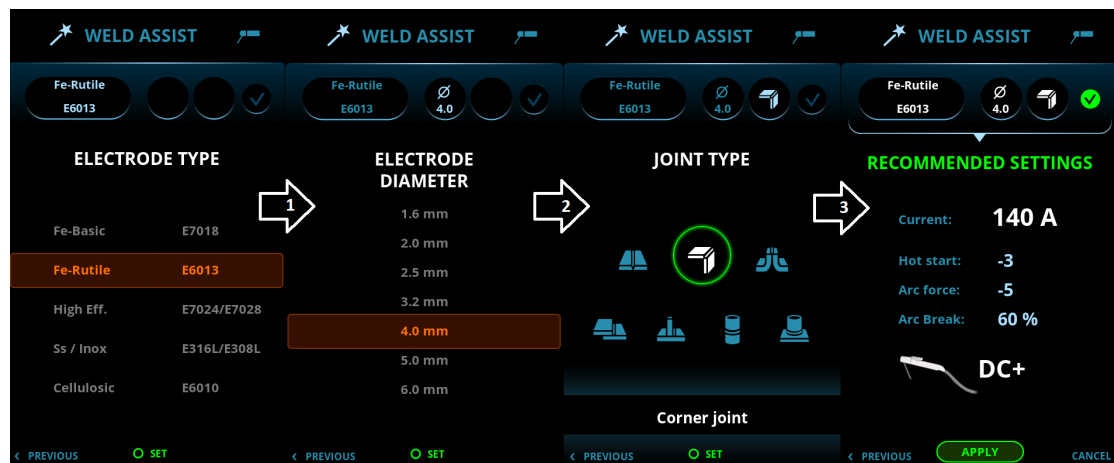 WELD ASSIST
Fe-Rutile
E6013
ELECTRODE TYPE
Fe-Basic E7018
Fe-Rutile E6013
High Eff. E7024/E7028
Ss / Inox E316L/E308L
Cellulosic E6010
‹ PREVIOUS SET
1
WELD ASSIST
Fe-Rutile
E6013
Ø
4.0
ELECTRODE
DIAMETER
1.6 mm
2.0 mm
2.5 mm
3.2 mm
4.0 mm
5.0 mm
6.0 mm
‹ PREVIOUS SET
2
WELD ASSIST
Fe-Rutile
E6013
Ø
4.0
JOINT TYPE
Corner joint
‹ PREVIOUS SET
3
WELD ASSIST
Fe-Rutile
E6013
Ø
4.0
RECOMMENDED SETTINGS
Current: 140 A
Hot start: -3
Arc force: -5
Arc Break: 60 %
DC+
‹ PREVIOUS APPLY CANCEL